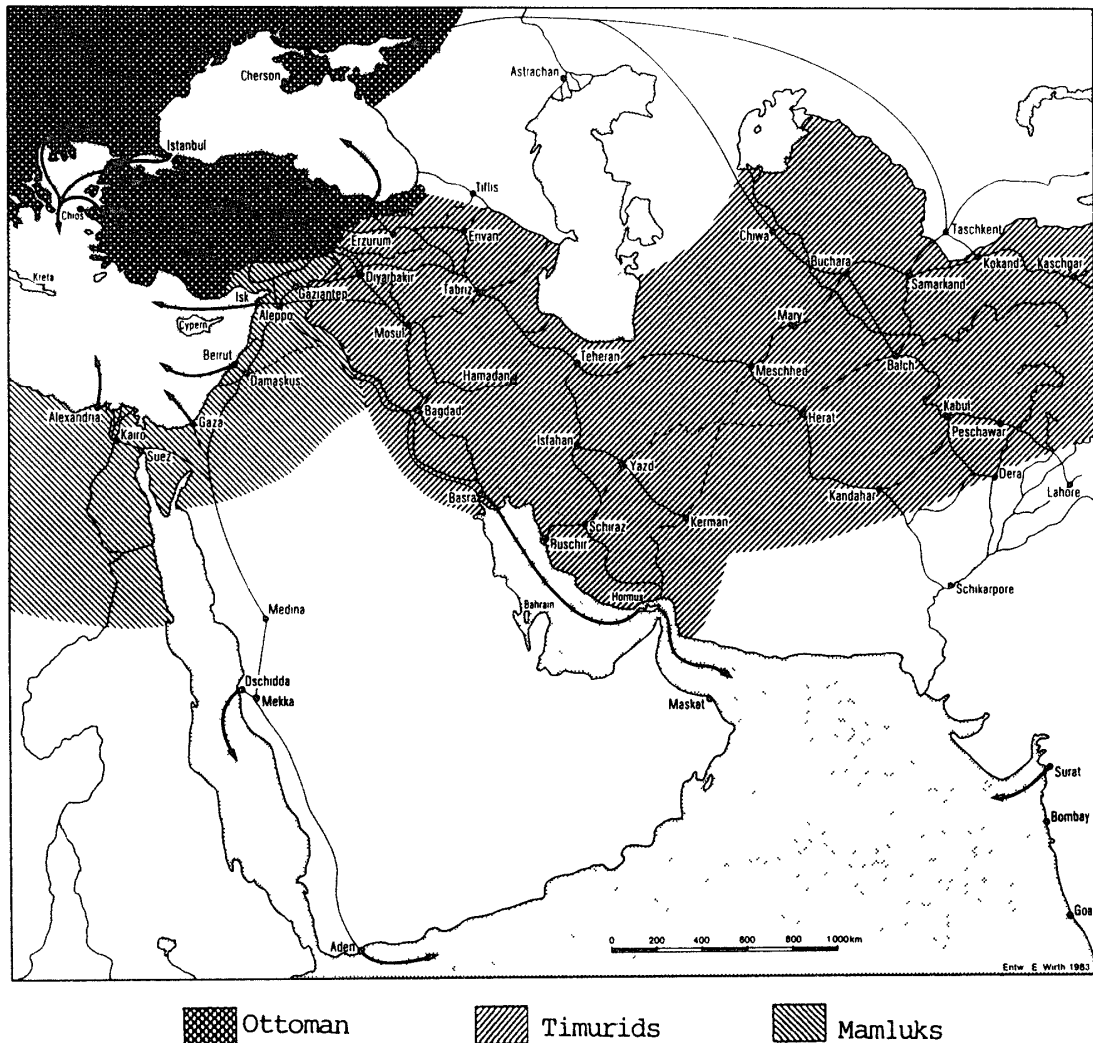 Astrachan
Cherson
Istanbul
Tiflis
Chios
Erzurum
Erivan
Chiwa
Taschkent
Buchara
Kokand
Kaschgar
Kreta
Diyarbakir
Samarkand
Isk
Gaziantep
Täbriz
Aleppo
Cypern
Mosul
Mary
Beirut
Teheran
Balch
Damaskus
Hamadan
Meschhed
Alexandria
Gaza
Bagdad
Herat
Kabul
Kairo
Peschawar
Suez
Isfahan
Yazd
Dera
Basra
Kandahar
Lahore
Schiraz
Kerman
Buschir
Schikarpore
Medina
Bahrain
Hormus
Dschidda
Mekka
Maskat
Surat
Bombay
Goa
Aden
0 200 400 600 800 1000km
Entw E Wirth 1983
Ottoman Timurids Mamluks